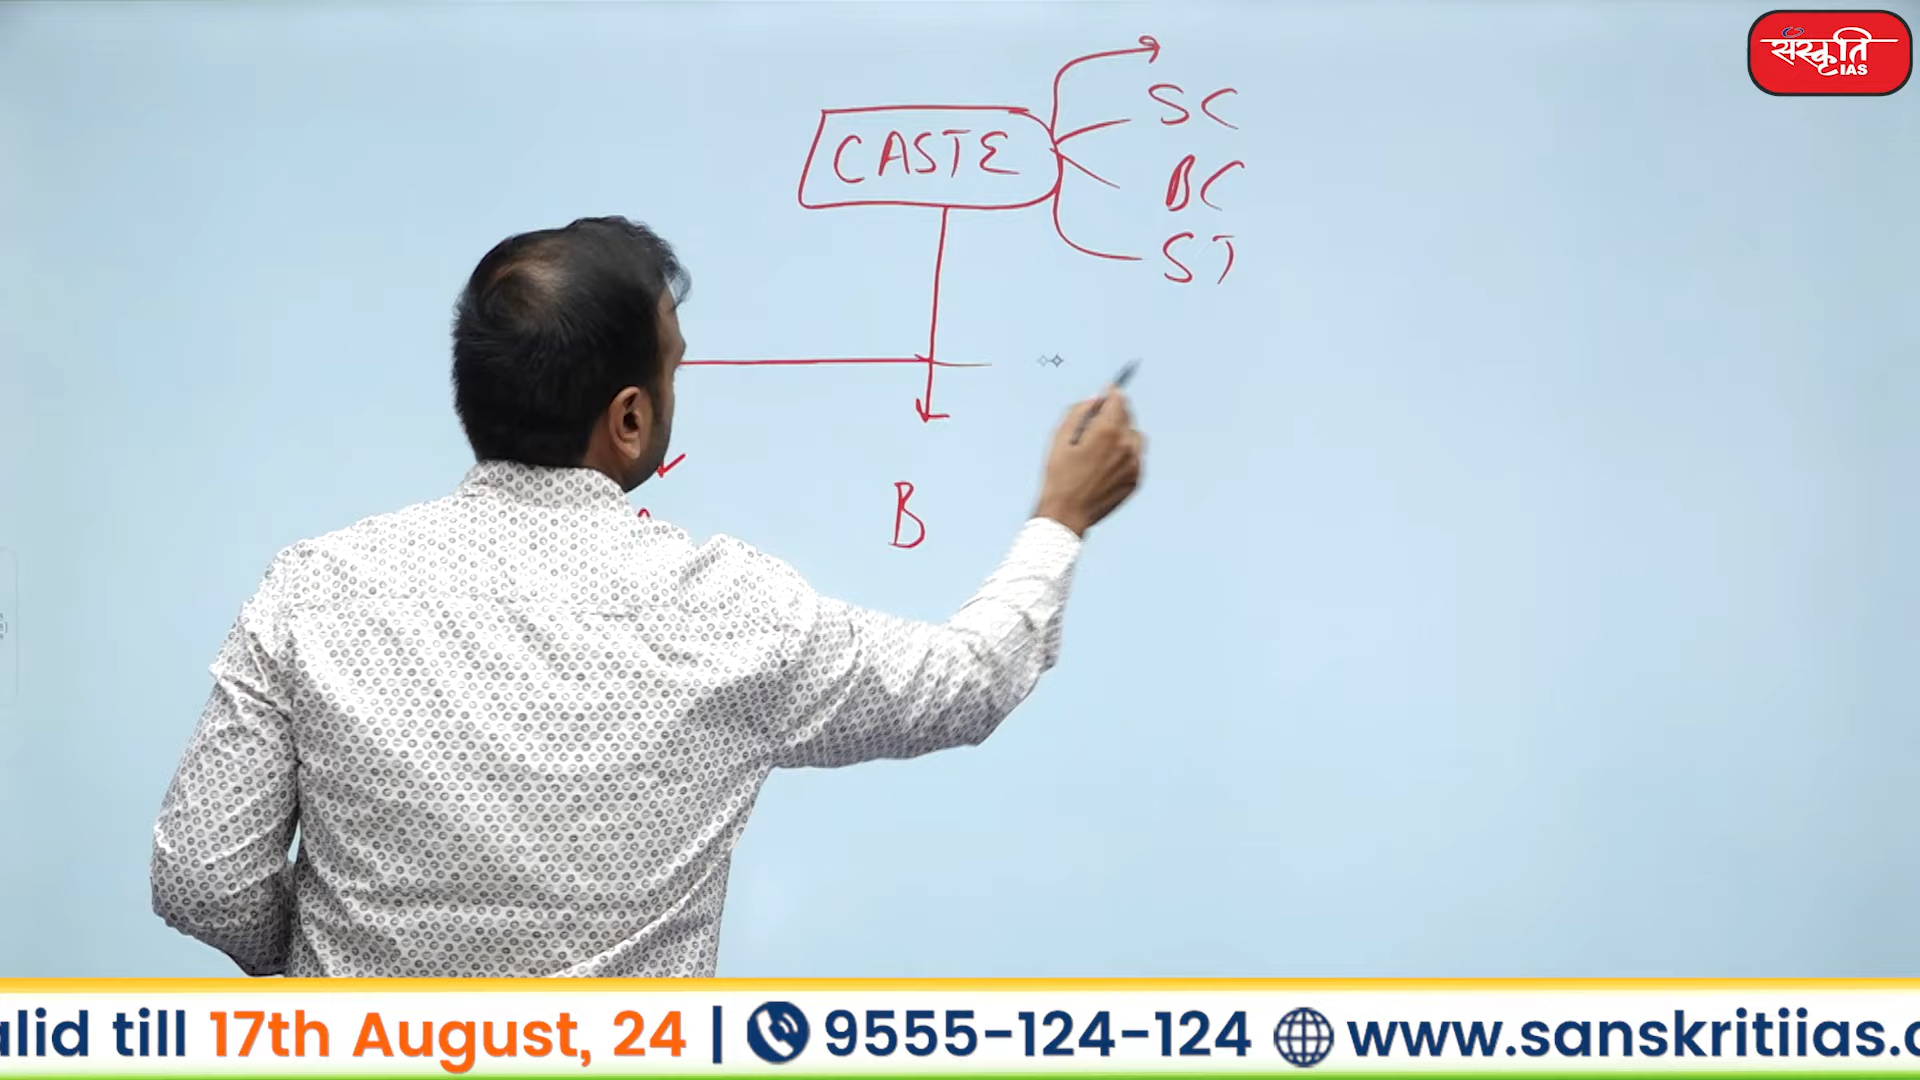 संस्कृति
IAS
CASTE
SC
BC
ST
B
alid till 17th August, 24 | 9555-124-124 www.sanskritiias.c